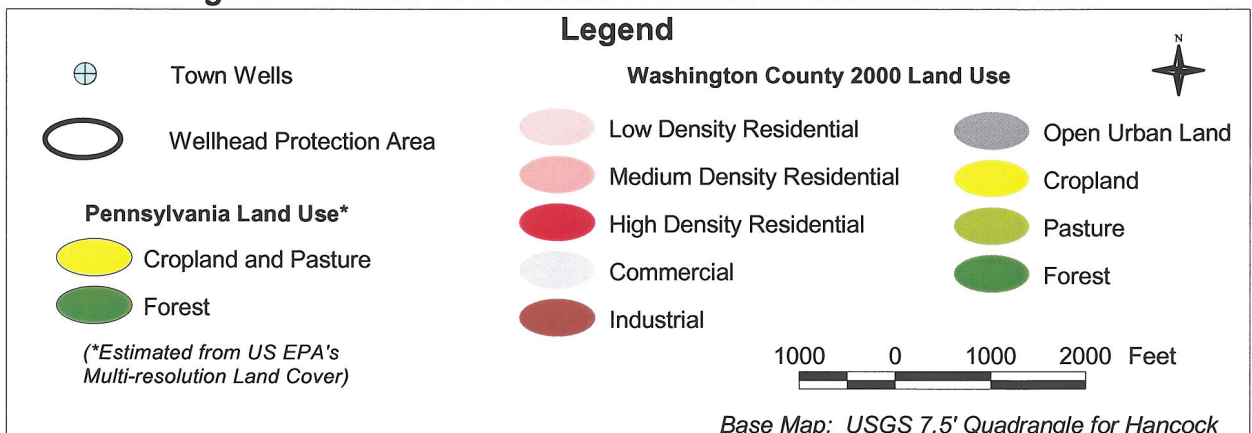 Legend
N
Town Wells
Wellhead Protection Area
Pennsylvania Land Use*
Cropland and Pasture
Forest
(*Estimated from US EPA's
Multi-resolution Land Cover)
Washington County 2000 Land Use
Low Density Residential
Medium Density Residential
High Density Residential
Commercial
Industrial
Open Urban Land
Cropland
Pasture
Forest
1000 0 1000 2000 Feet
Base Map: USGS 7.5' Quadrangle for Hancock